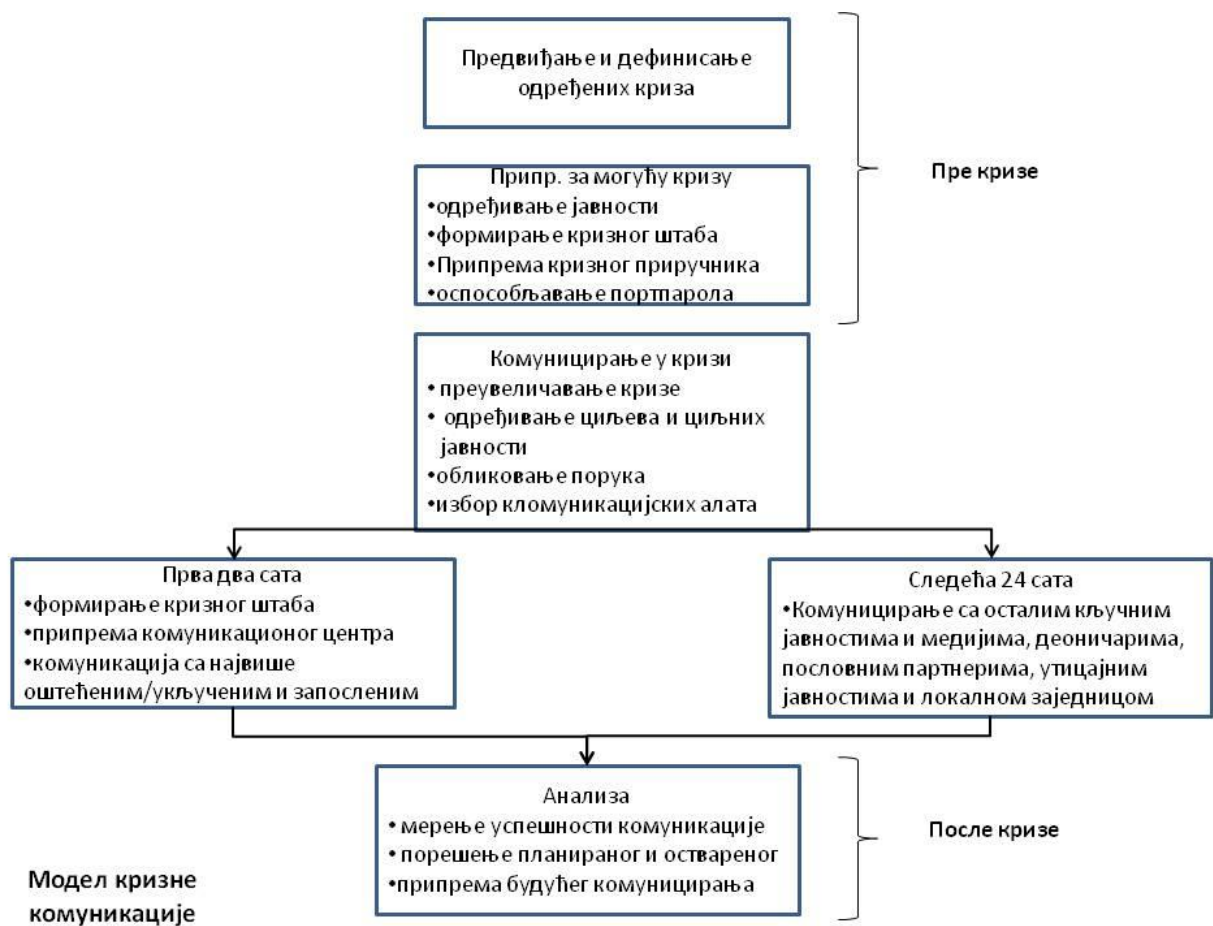 Предвиђање и дефинисање
одређених криза
Пре кризе
Припр. за могућу кризу
•одређивање јавности
•формирање кризног штаба
•Припрема кризног приручника
•оспособљавање портпарола
Комуницирање у кризи
• преувеличавање кризе
• одређивање циљева и циљних
јавности
•обликовање порука
•избор кломуникацијских алата
Прва два сата
•формирање кризног штаба
•припрема комуникационог центра
•комуникација са највише
оштећеним/укљученим и запосленим
Следећа 24 сата
•Комуницирање са осталим кључним
јавностима и медијима, деоничарима,
пословним партнерима, утицајним
јавностима и локалном заједницом
Анализа
• мерење успешности комуникације
• порешење планираног и оствареног
•припрема будућег комуницирања
После кризе
Модел кризне
комуникације